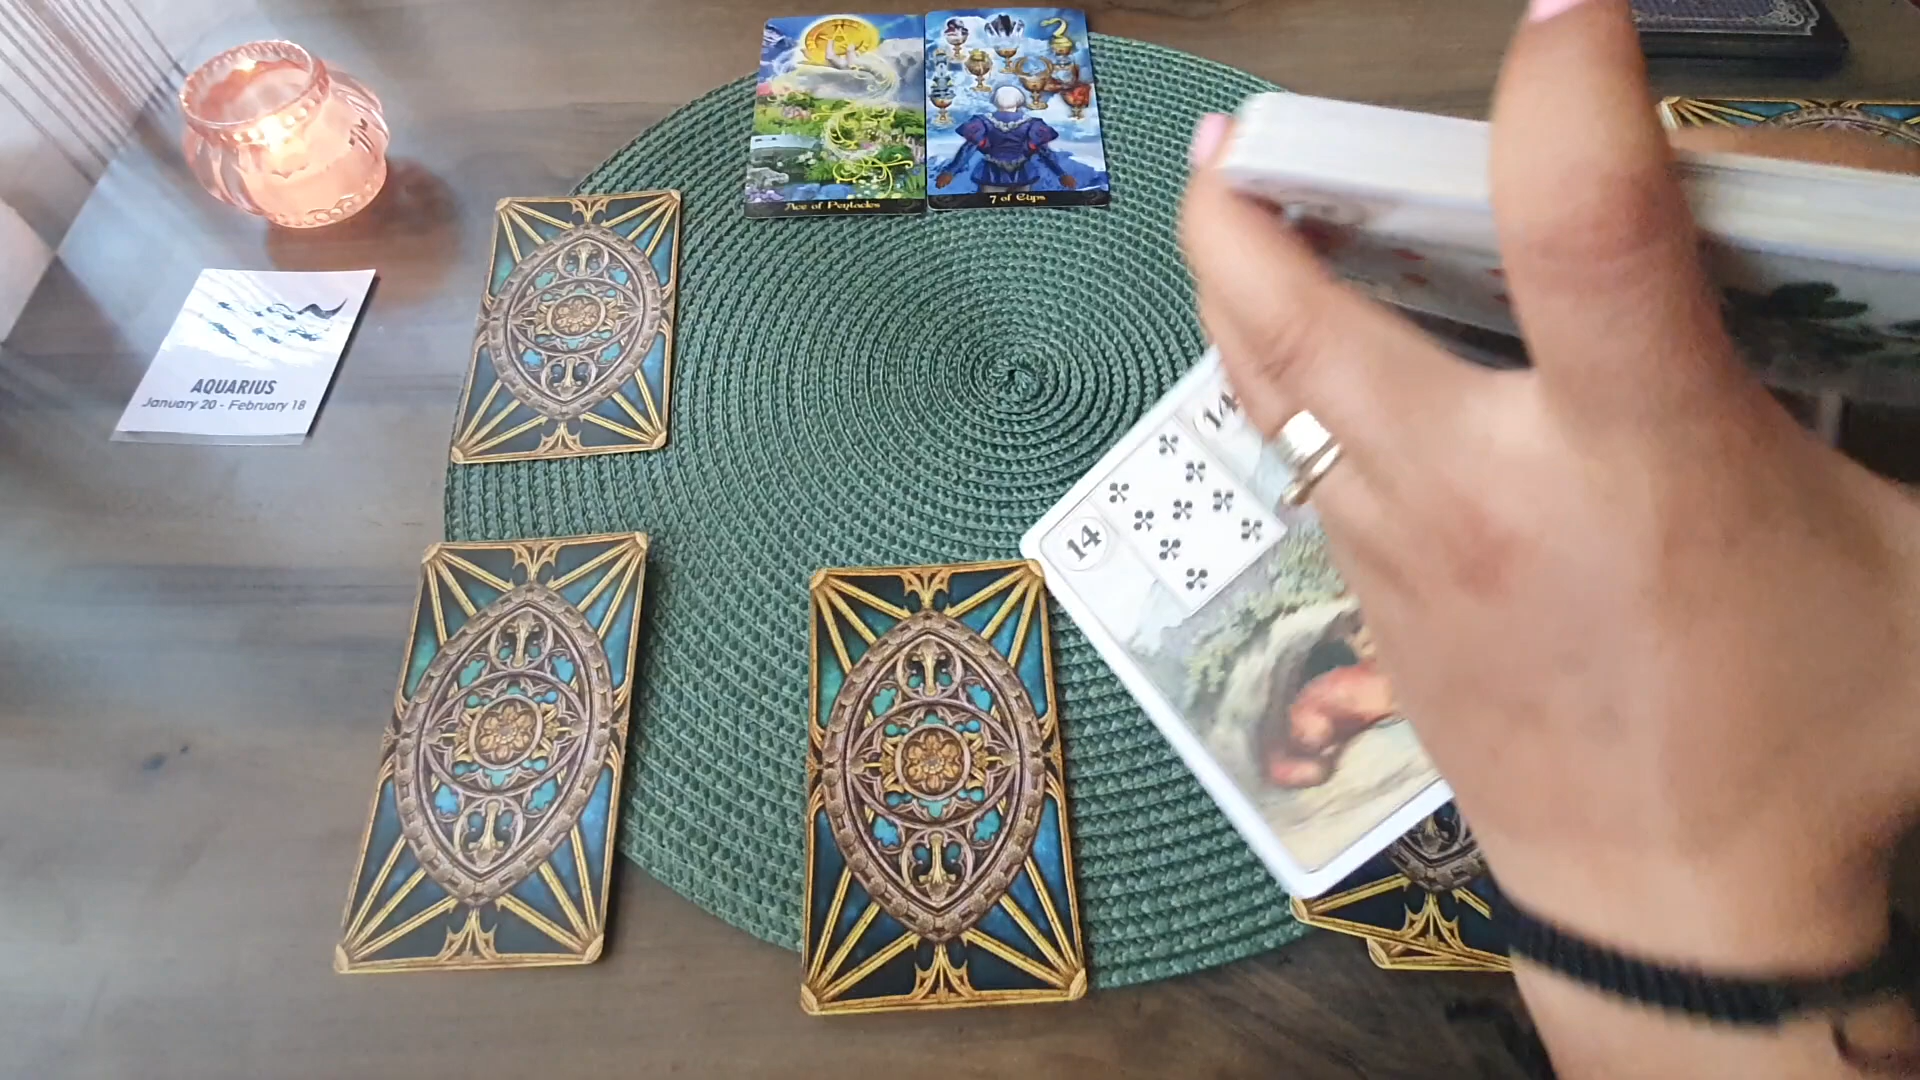 Ace of Pentacles
7 of Cups
AQUARIUS
January 20 - February 18
14
14